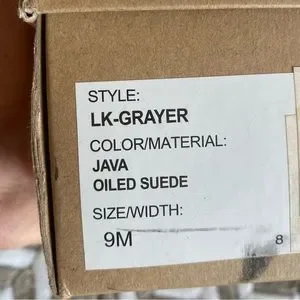 STYLE:
LK-GRAYER
COLOR/MATERIAL:
JAVA
OILED SUEDE
SIZE/WIDTH:
9M
8